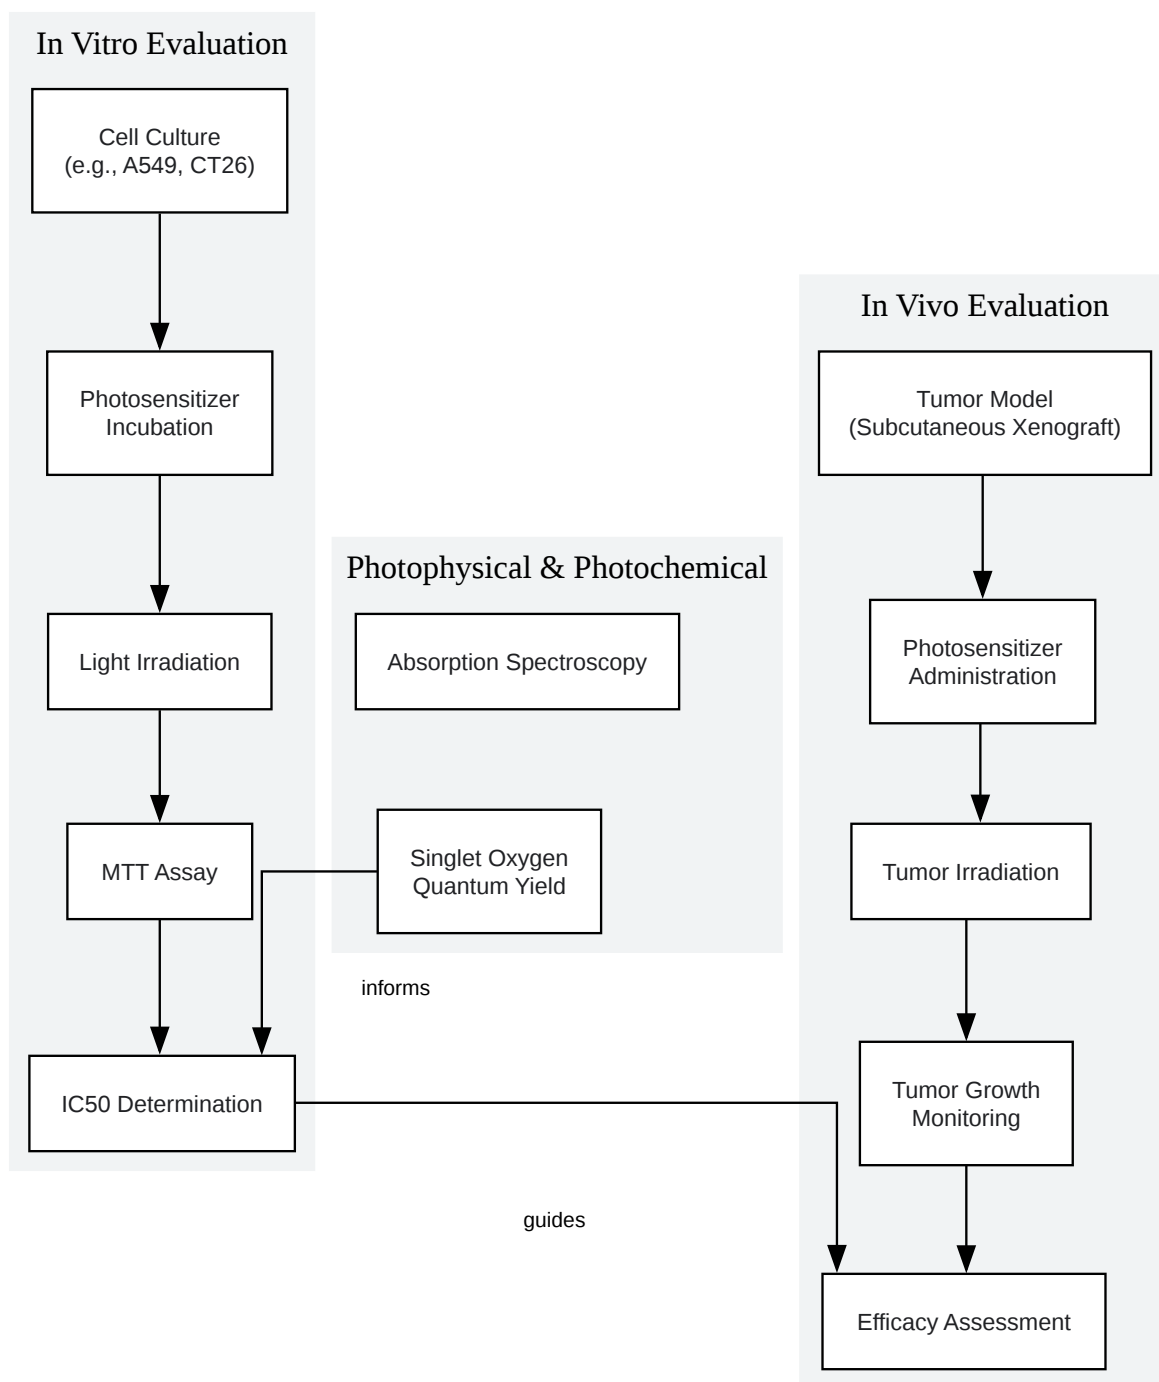 In Vitro Evaluation
Cell Culture
(e.g., A549, CT26)
Photosensitizer
Incubation
Light Irradiation
MTT Assay
IC50 Determination
Photophysical & Photochemical
Absorption Spectroscopy
Singlet Oxygen
Quantum Yield
informs
guides
In Vivo Evaluation
Tumor Model
(Subcutaneous Xenograft)
Photosensitizer
Administration
Tumor Irradiation
Tumor Growth
Monitoring
Efficacy Assessment